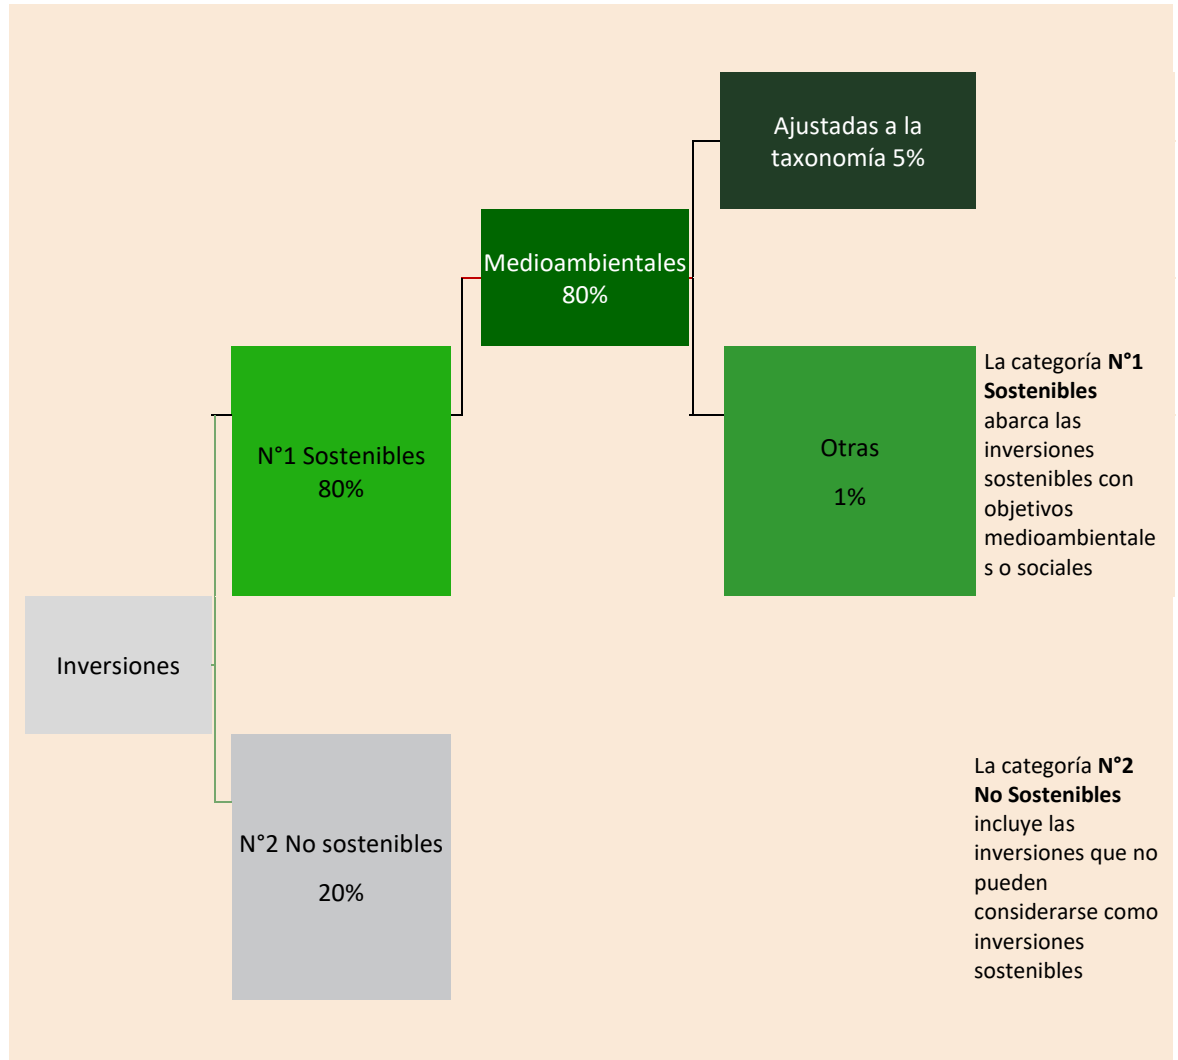 Ajustadas a la
taxonomía 5%
Medioambientales
80%
N°1 Sostenibles
80%
Otras
1%
La categoría N°1
Sostenibles
abarca las
inversiones
sostenibles con
objetivos
medioambientale
s o sociales
Inversiones
N°2 No sostenibles
20%
La categoría N°2
No Sostenibles
incluye las
inversiones que no
pueden
considerarse como
inversiones
sostenibles